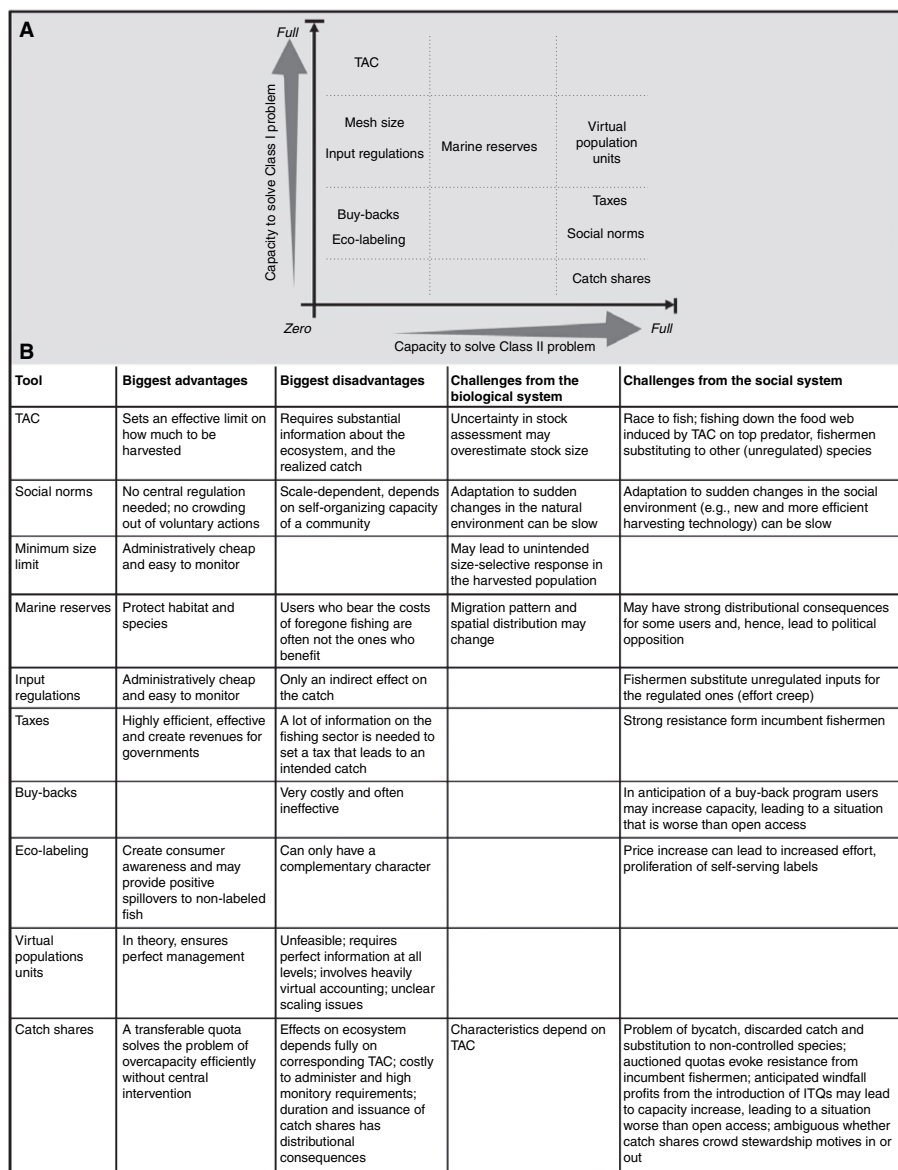 A
Full
TAC
Mesh size
Input regulations
Marine reserves
Virtual
population
units
Buy-backs
Eco-labeling
Taxes
Social norms
Catch shares
Capacity to solve Class I problem
Zero
Full
Capacity to solve Class II problem
B
Tool
Biggest advantages
Biggest disadvantages
Challenges from the
biological system
Challenges from the social system
TAC
Sets an effective limit on
how much to be
harvested
Requires substantial
information about the
ecosystem, and the
realized catch
Uncertainty in stock
assessment may
overestimate stock size
Race to fish; fishing down the food web
induced by TAC on top predator, fishermen
substituting to other (unregulated) species
Social norms
No central regulation
needed; no crowding
out of voluntary actions
Scale-dependent, depends
on self-organizing capacity
of a community
Adaptation to sudden
changes in the natural
environment can be slow
Adaptation to sudden changes in the social
environment (e.g., new and more efficient
harvesting technology) can be slow
Minimum size
limit
Administratively cheap
and easy to monitor
May lead to unintended
size-selective response in
the harvested population
Marine reserves
Protect habitat and
species
Users who bear the costs
of foregone fishing are
often not the ones who
benefit
Migration pattern and
spatial distribution may
change
May have strong distributional consequences
for some users and, hence, lead to political
opposition
Input
regulations
Administratively cheap
and easy to monitor
Only an indirect effect on
the catch
Fishermen substitute unregulated inputs for
the regulated ones (effort creep)
Taxes
Highly efficient, effective
and create revenues for
governments
A lot of information on the
fishing sector is needed to
set a tax that leads to an
intended catch
Strong resistance form incumbent fishermen
Buy-backs
Very costly and often
ineffective
In anticipation of a buy-back program users
may increase capacity, leading to a situation
that is worse than open access
Eco-labeling
Create consumer
awareness and may
provide positive
spillovers to non-labeled
fish
Can only have a
complementary character
Price increase can lead to increased effort,
proliferation of self-serving labels
Virtual
populations
units
In theory, ensures
perfect management
Unfeasible; requires
perfect information at all
levels; involves heavily
virtual accounting; unclear
scaling issues
Catch shares
A transferable quota
solves the problem of
overcapacity efficiently
without central
intervention
Effects on ecosystem
depends fully on
corresponding TAC; costly
to administer and high
monitory requirements;
duration and issuance of
catch shares has
distributional
consequences
Characteristics depend on
TAC
Problem of bycatch, discarded catch and
substitution to non-controlled species;
auctioned quotas evoke resistance from
incumbent fishermen; anticipated windfall
profits from the introduction of ITQs may lead
to capacity increase, leading to a situation
worse than open access; ambiguous whether
catch shares crowd stewardship motives in or
out